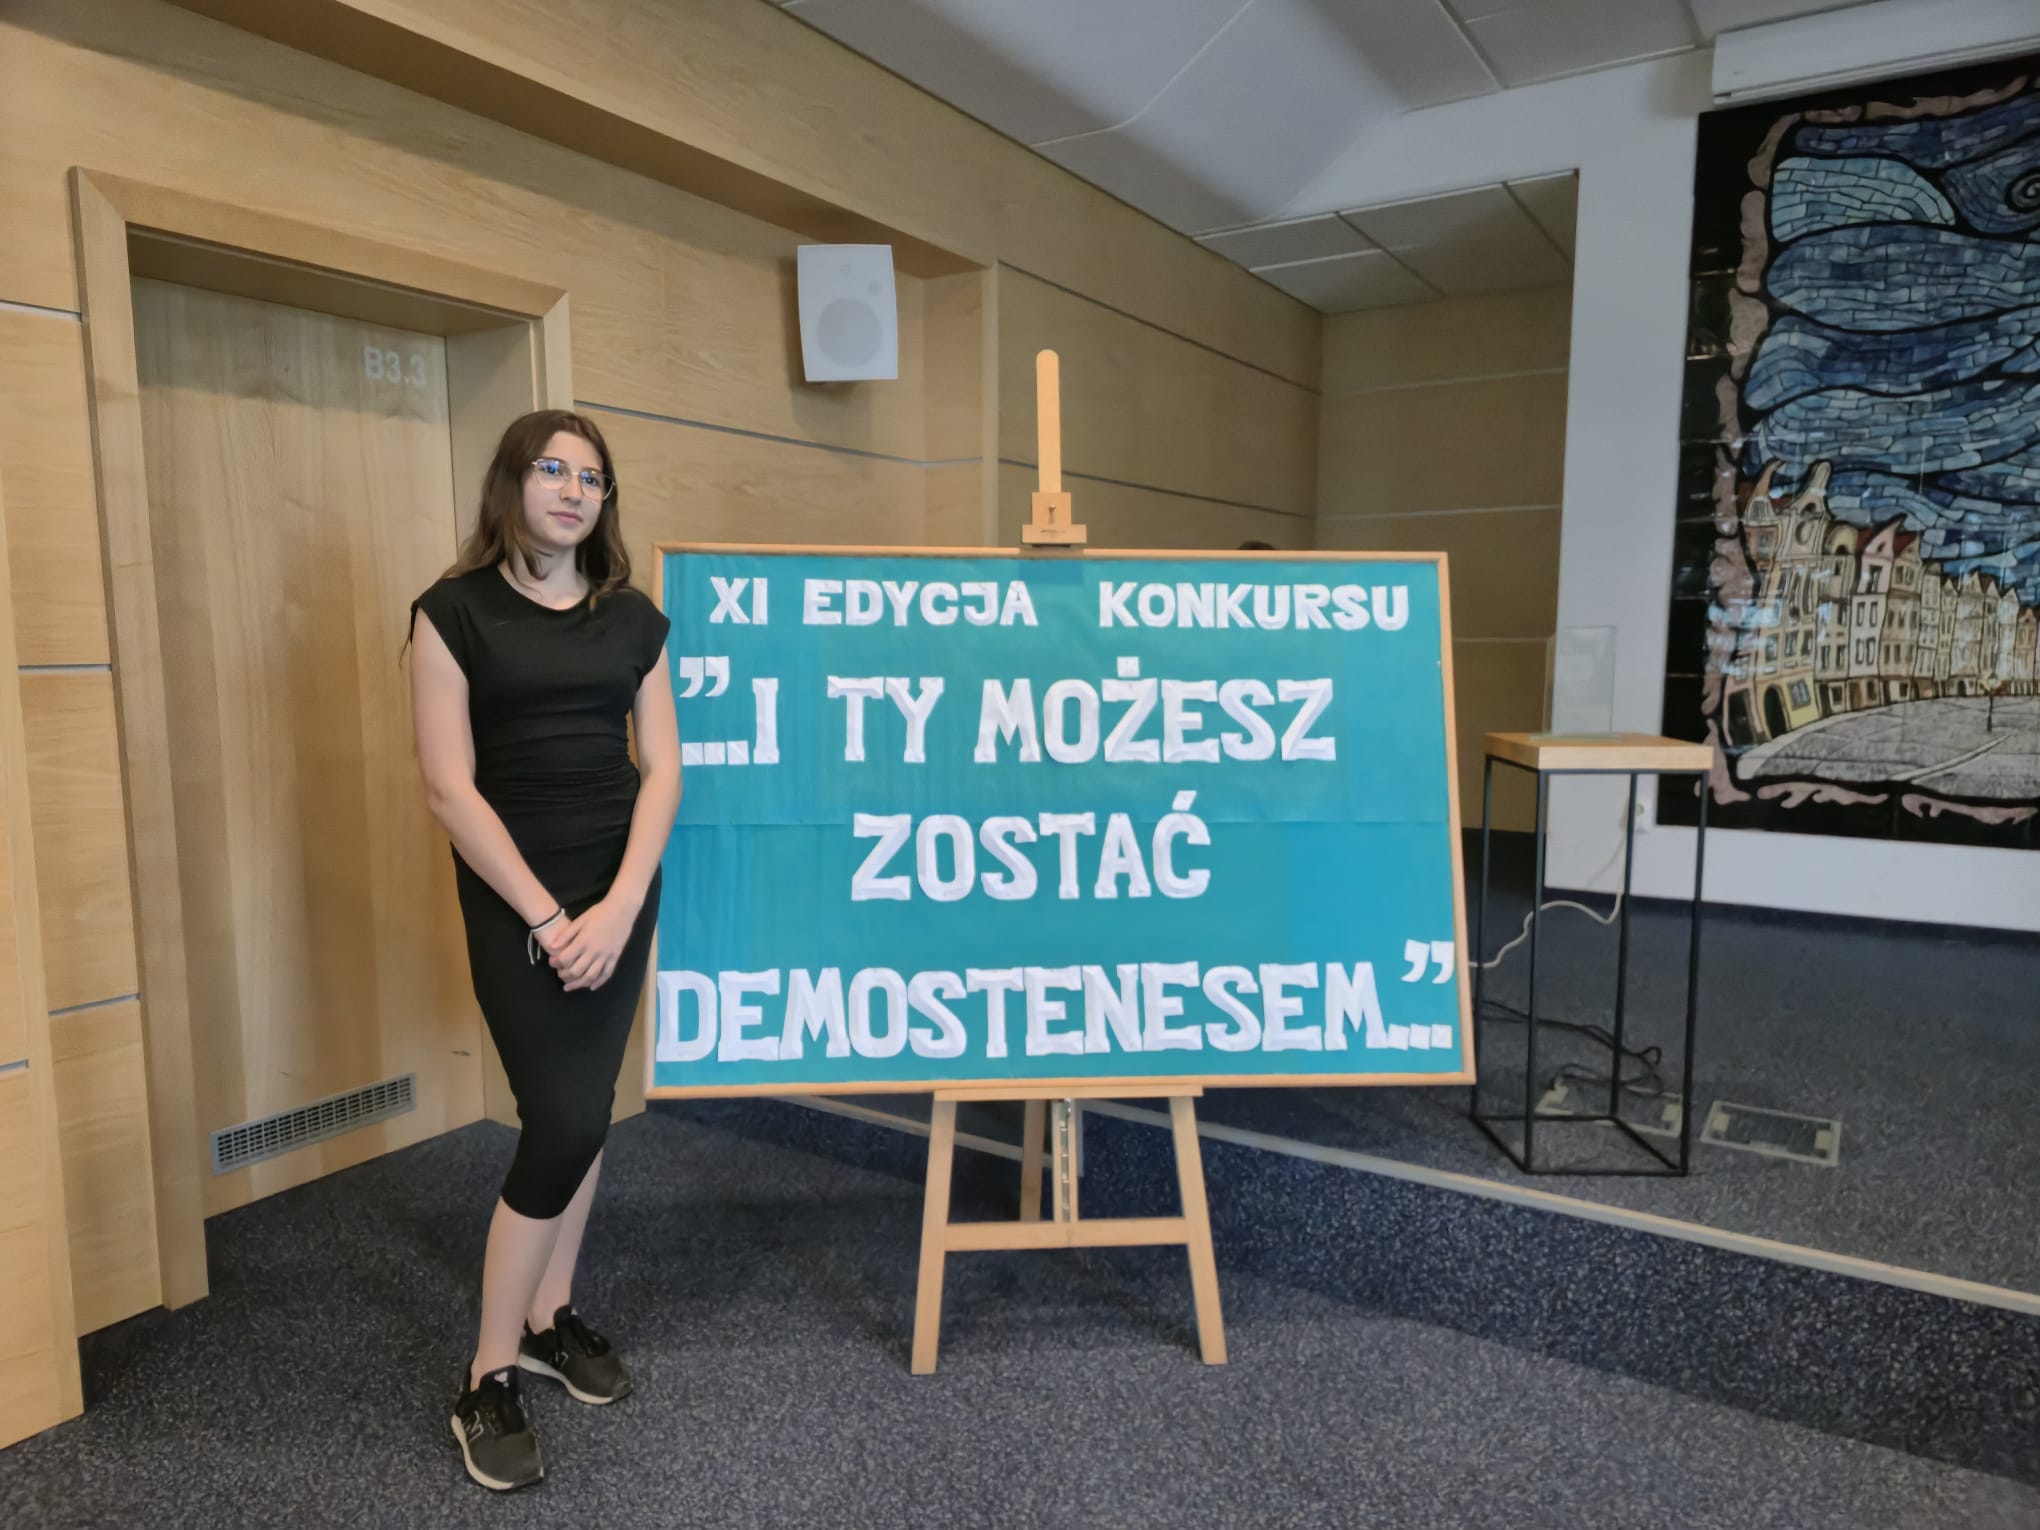 B3.3
XI EDYCJA KONKURSU
”...I TY MOŻESZ
ZOSTAĆ
DEMOSTENESEM...”